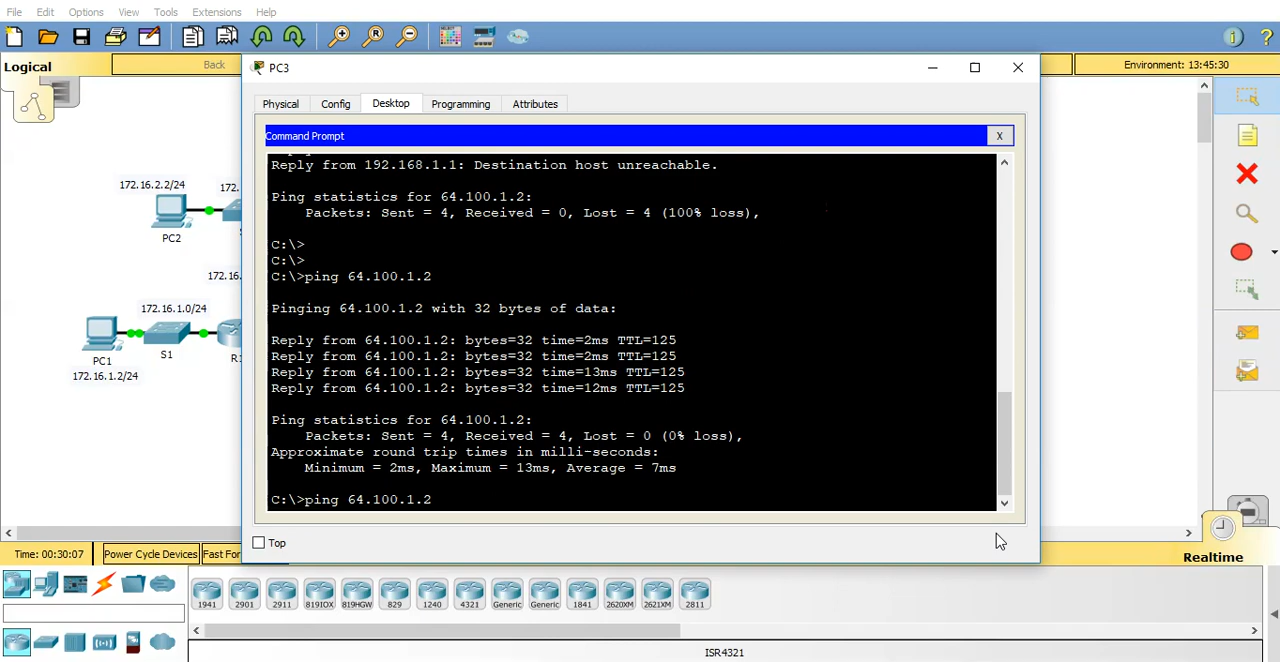 File Edit Options View Tools Extensions Help
Logical
Back
Environment: 13:45:30
PC3
Physical Config Desktop Programming Attributes
Command Prompt
X
Reply from 192.168.1.1: Destination host unreachable.
Ping statistics for 64.100.1.2:
Packets: Sent = 4, Received = 0, Lost = 4 (100% loss),
C:\>
C:\>
C:\>ping 64.100.1.2
Pinging 64.100.1.2 with 32 bytes of data:
Reply from 64.100.1.2: bytes=32 time=2ms TTL=125
Reply from 64.100.1.2: bytes=32 time=2ms TTL=125
Reply from 64.100.1.2: bytes=32 time=13ms TTL=125
Reply from 64.100.1.2: bytes=32 time=12ms TTL=125
Ping statistics for 64.100.1.2:
Packets: Sent = 4, Received = 4, Lost = 0 (0% loss),
Approximate round trip times in milli-seconds:
Minimum = 2ms, Maximum = 13ms, Average = 7ms
C:\>ping 64.100.1.2
Top
172.16.2.2/24
172.
PC2
172.16.
172.16.1.0/24
PC1
S1
R1
172.16.1.2/24
Time: 00:30:07
Power Cycle Devices
Fast For
Realtime
1941 2901 2911 819IOX 819HGW 829 1240 4321 Generic Generic 1841 2620XM 2621XM 2811
ISR4321